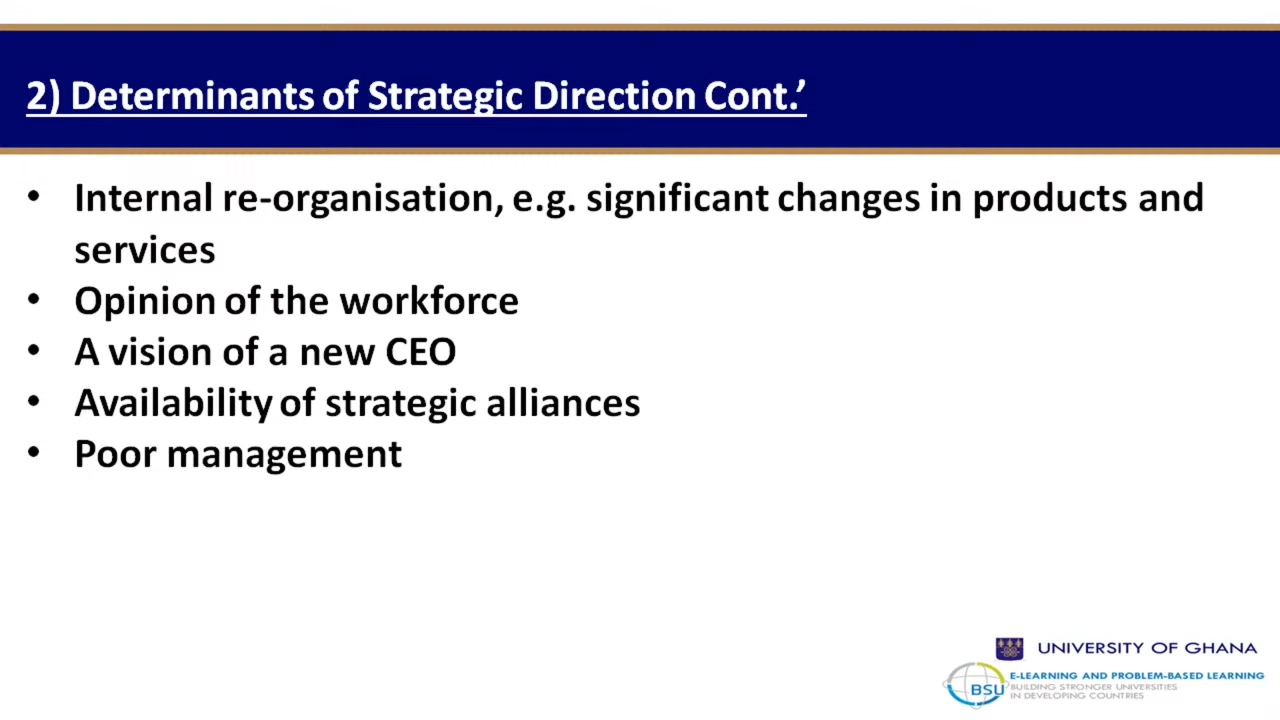 2) Determinants of Strategic Direction Cont.’
• Internal re-organisation, e.g. significant changes in products and
services
• Opinion of the workforce
• A vision of a new CEO
• Availability of strategic alliances
• Poor management
UNIVERSITY OF GHANA
BSU E-LEARNING AND PROBLEM-BASED LEARNING
BUILDING STRONGER UNIVERSITIES
IN DEVELOPING COUNTRIES